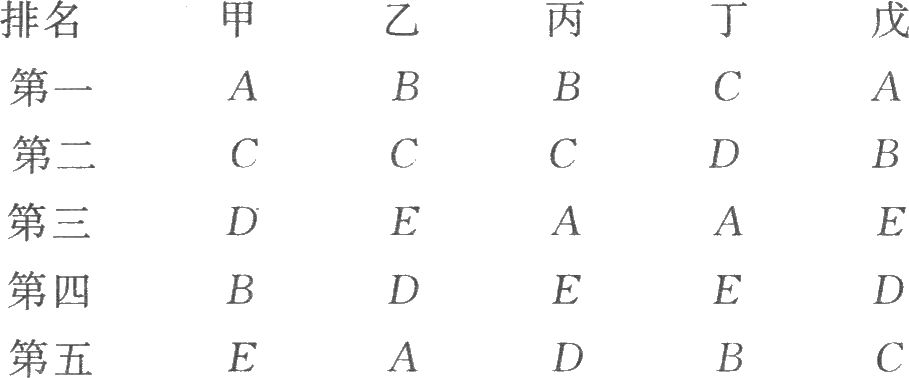 排名 甲 乙 丙 丁 戊
第一 A B B C A
第二 C C C D B
第三 D E A A E
第四 B D E E D
第五 E A D B C